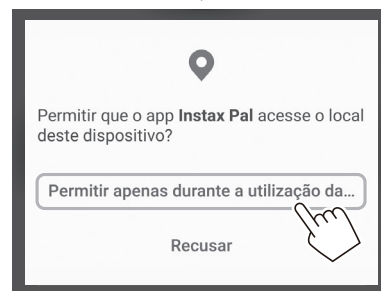 Permitir que o app Instax Pal acesse o local
deste dispositivo?
Permitir apenas durante a utilização da...
Recusar